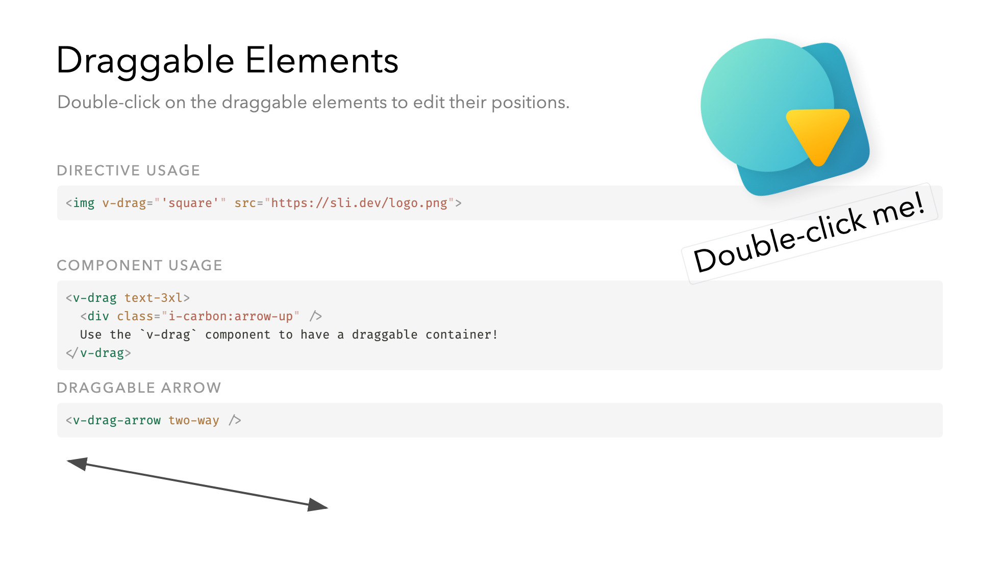 Draggable Elements
Double-click on the draggable elements to edit their positions.
DIRECTIVE USAGE
<img v-drag="'square'" src="https://sli.dev/logo.png">
Double-click me!
COMPONENT USAGE
<v-drag text-3xl>
  <div class="i-carbon:arrow-up" />
  Use the `v-drag` component to have a draggable container!
</v-drag>
DRAGGABLE ARROW
<v-drag-arrow two-way />